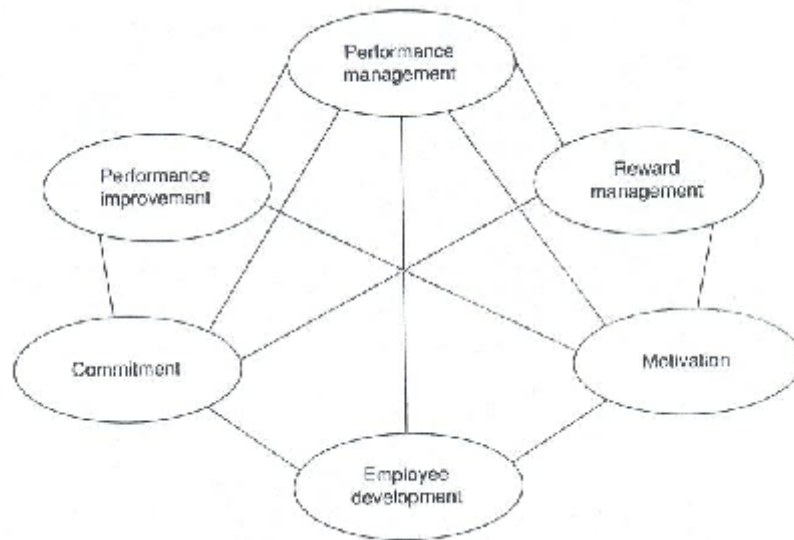 Performance
management
Performance
improvement
Reward
management
Commitment
Motivation
Employee
development